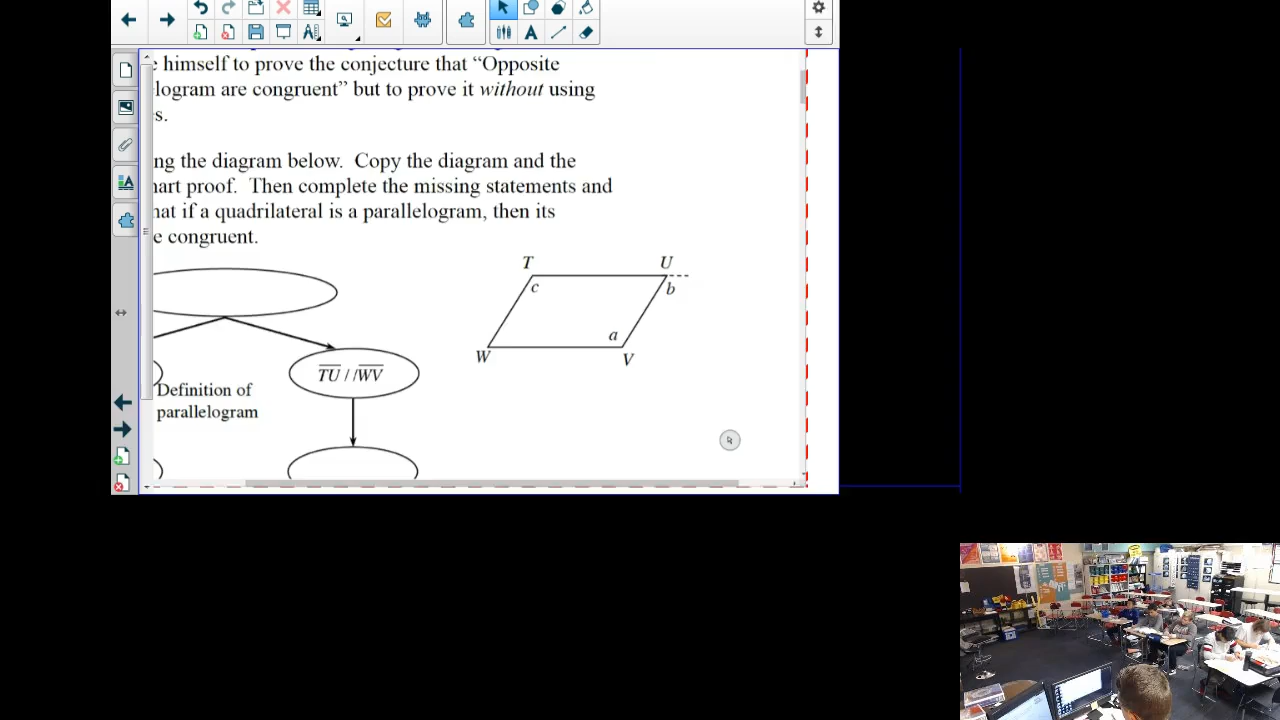 e himself to prove the conjecture that “Opposite
logram are congruent” but to prove it without using
s.
ng the diagram below. Copy the diagram and the
hart proof. Then complete the missing statements and
hat if a quadrilateral is a parallelogram, then its
e congruent.
T U
c b
a
W V
TU // WV
Definition of
parallelogram